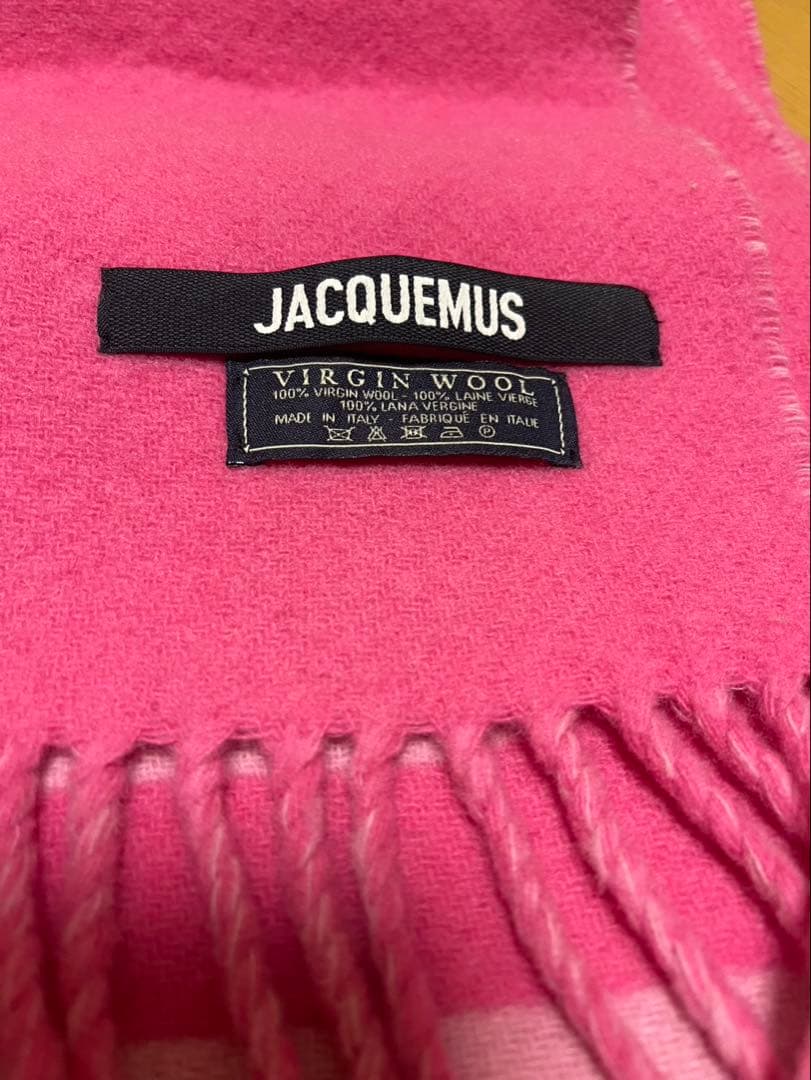 JACQUEMUS
VIRGIN WOOL
100% VIRGIN WOOL - 100% LAINE VIERGE
100% LANA VERGINE
MADE IN ITALY - FABRIQUÉ EN ITALIE
P